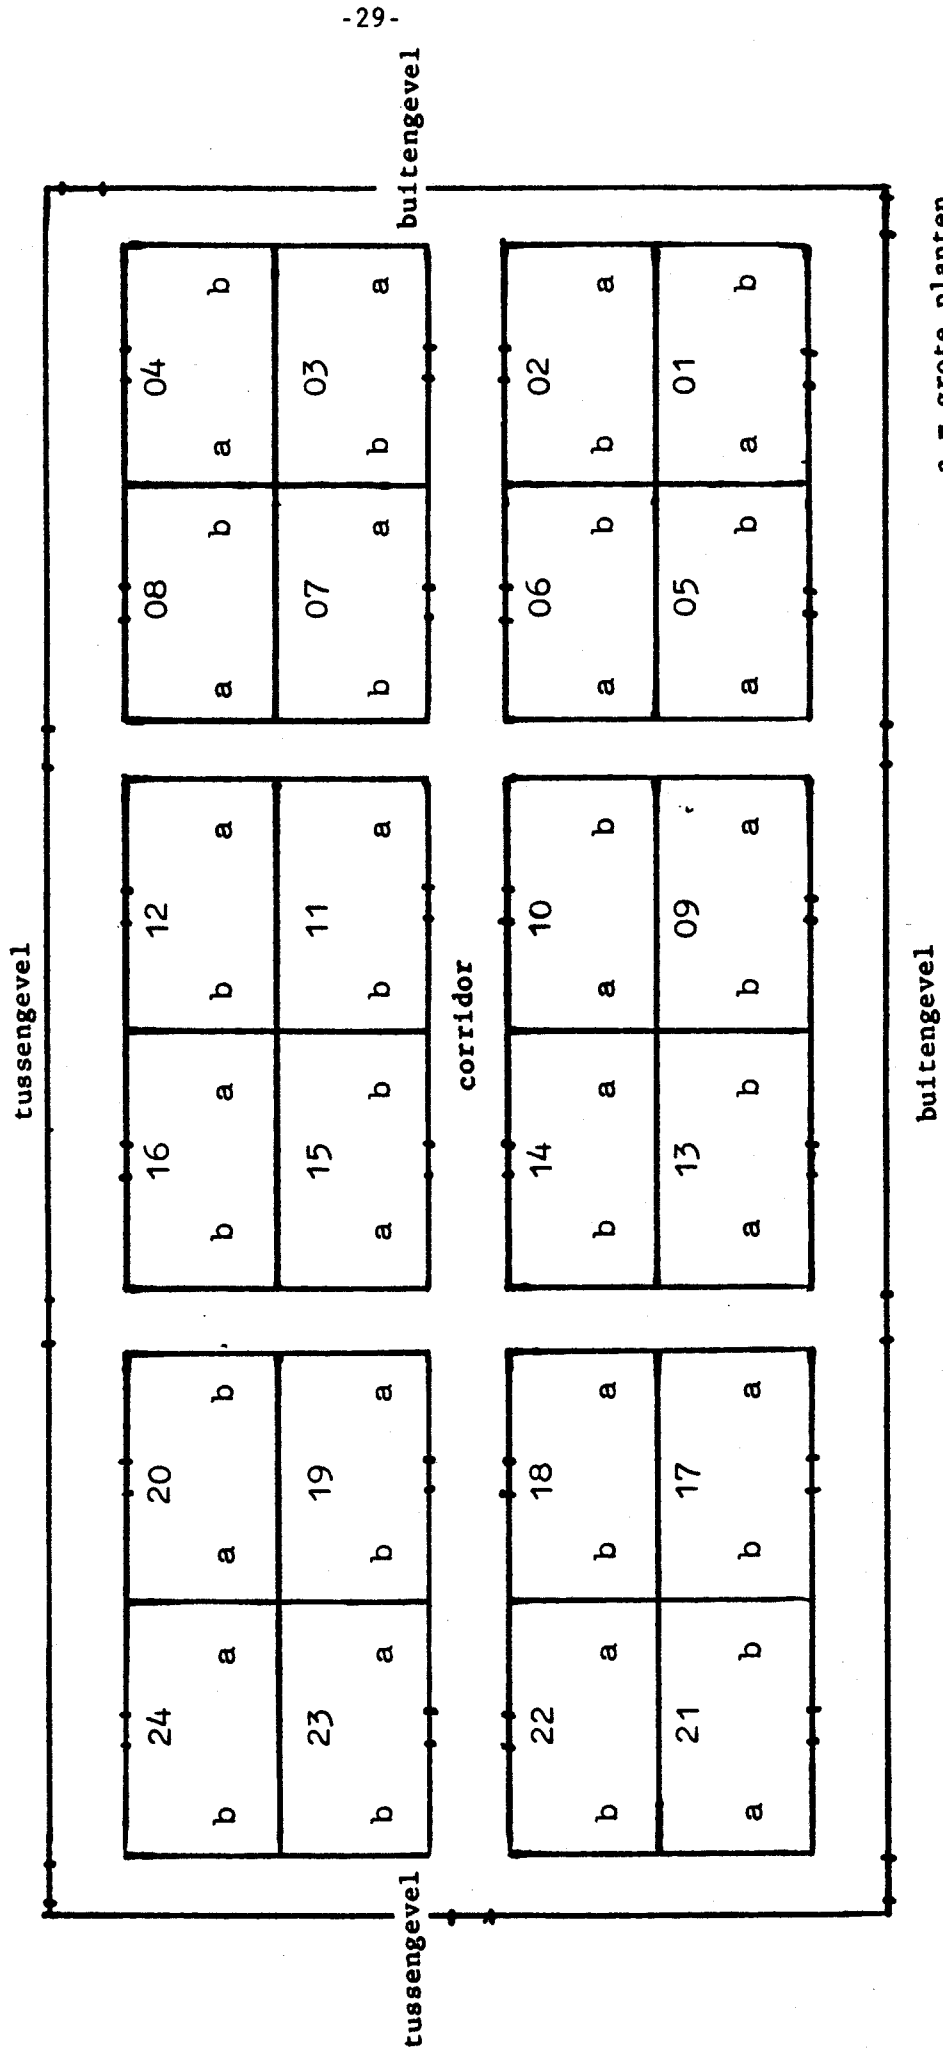 -29-
tussengevel
24 20 16 12 08 04
b a a b b a b a a b a b
23 19 15 11 07 03
b a b a a b b a b a b a
tussengevel buitengevel
corridor
22 18 14 10 06 02
b a b a b a a b a b b a
21 17 13 09 05 01
a b b a a b b a a b a b
buitengevel
a = grote planten